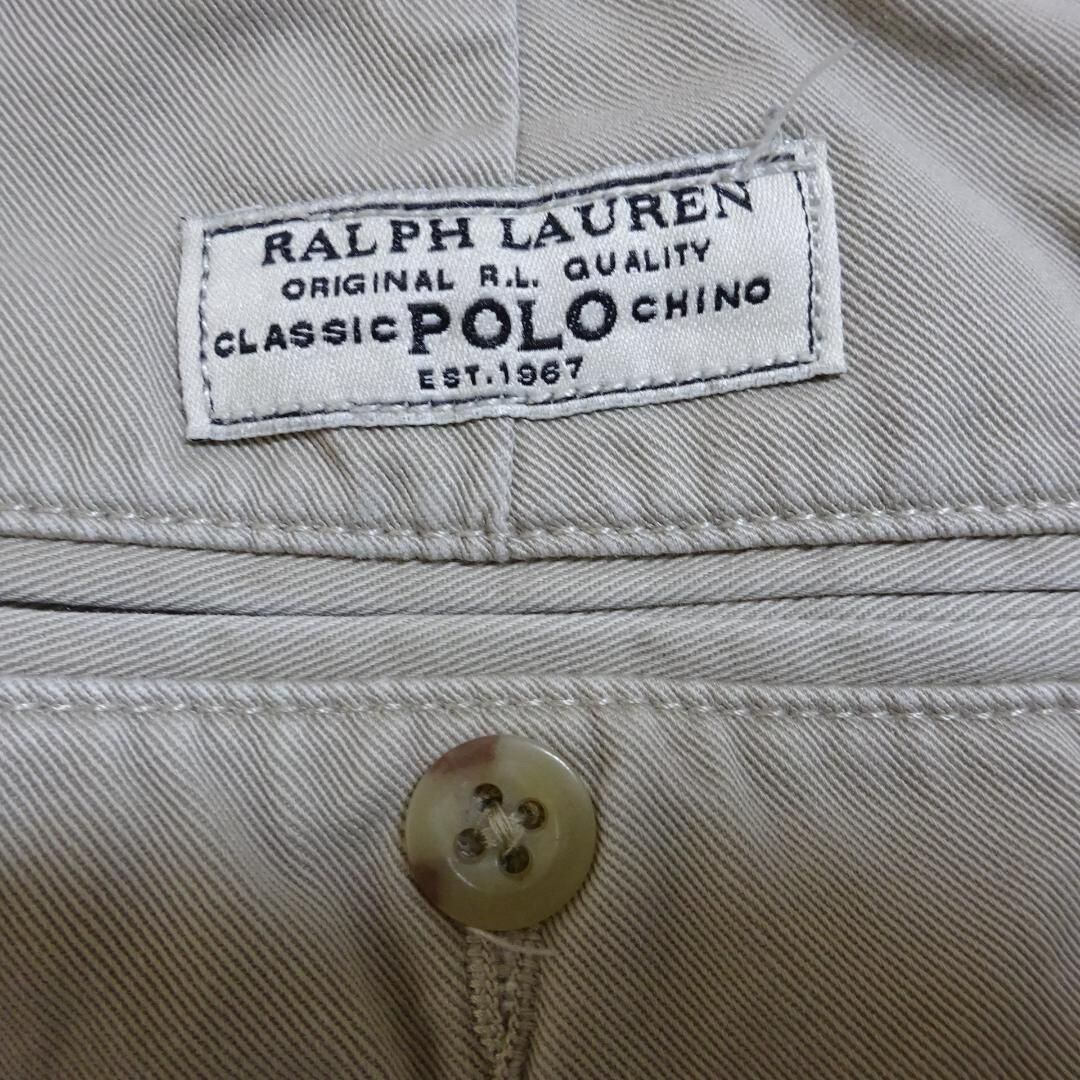 RALPH LAUREN
ORIGINAL R.L. QUALITY
CLASSIC POLO CHINO
EST.1967